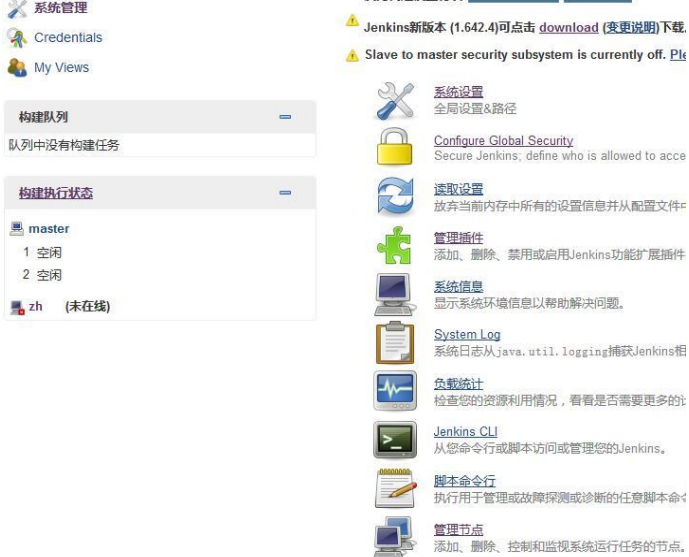 系统管理
Credentials
My Views
构建队列
队列中没有构建任务
构建执行状态
master
1 空闲
2 空闲
zh (未在线)
Jenkins新版本 (1.642.4)可点击 download (变更说明)下载
Slave to master security subsystem is currently off. Ple
系统设置
全局设置&路径
Configure Global Security
Secure Jenkins; define who is allowed to acce
读取设置
放弃当前内存中所有的设置信息并从配置文件中
管理插件
添加、删除、禁用或启用Jenkins功能扩展插件
系统信息
显示系统环境信息以帮助解决问题。
System Log
系统日志从java.util.logging捕获Jenkins相
负载统计
检查您的资源利用情况，看看是否需要更多的计
Jenkins CLI
从您命令行或脚本访问或管理您的Jenkins。
脚本命令行
执行用于管理或故障探测或诊断的任意脚本命令
管理节点
添加、删除、控制和监视系统运行任务的节点。